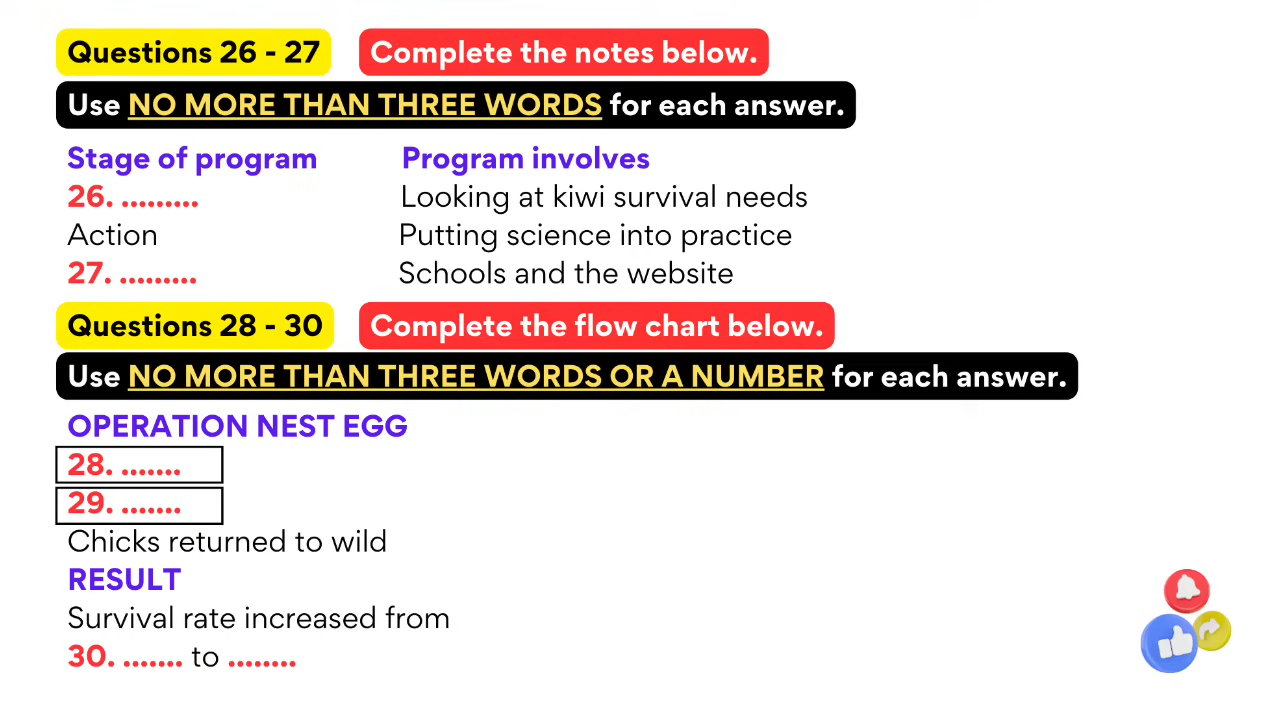 Questions 26 - 27 Complete the notes below.
Use NO MORE THAN THREE WORDS for each answer.
Stage of program Program involves
26. ......... Looking at kiwi survival needs
Action Putting science into practice
27. ......... Schools and the website
Questions 28 - 30 Complete the flow chart below.
Use NO MORE THAN THREE WORDS OR A NUMBER for each answer.
OPERATION NEST EGG
28. .......
29. .......
Chicks returned to wild
RESULT
Survival rate increased from
30. ....... to ........